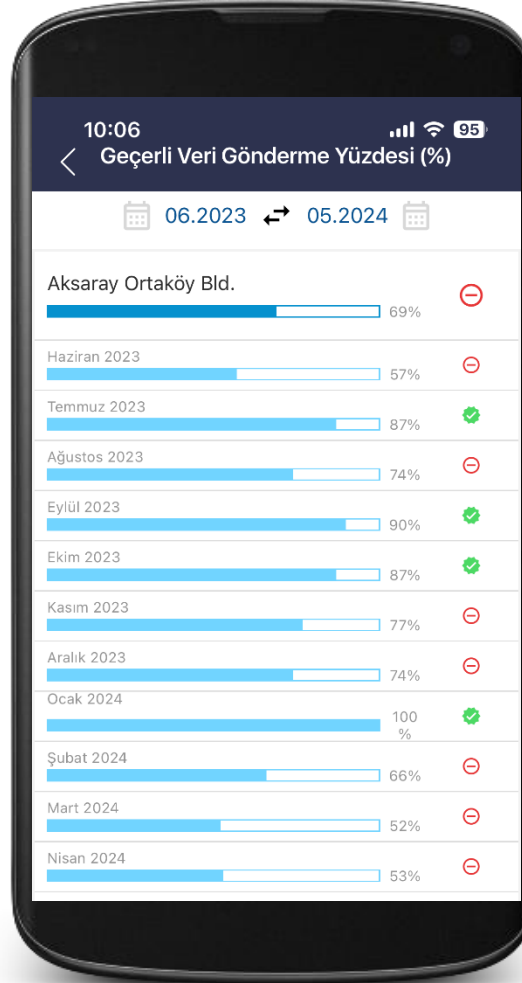 10:06 95
Geçerli Veri Gönderme Yüzdesi (%)
06.2023 05.2024
Aksaray Ortaköy Bld.
69%
Haziran 2023
57%
Temmuz 2023
87%
Ağustos 2023
74%
Eylül 2023
90%
Ekim 2023
87%
Kasım 2023
77%
Aralık 2023
74%
Ocak 2024
100
%
Şubat 2024
66%
Mart 2024
52%
Nisan 2024
53%